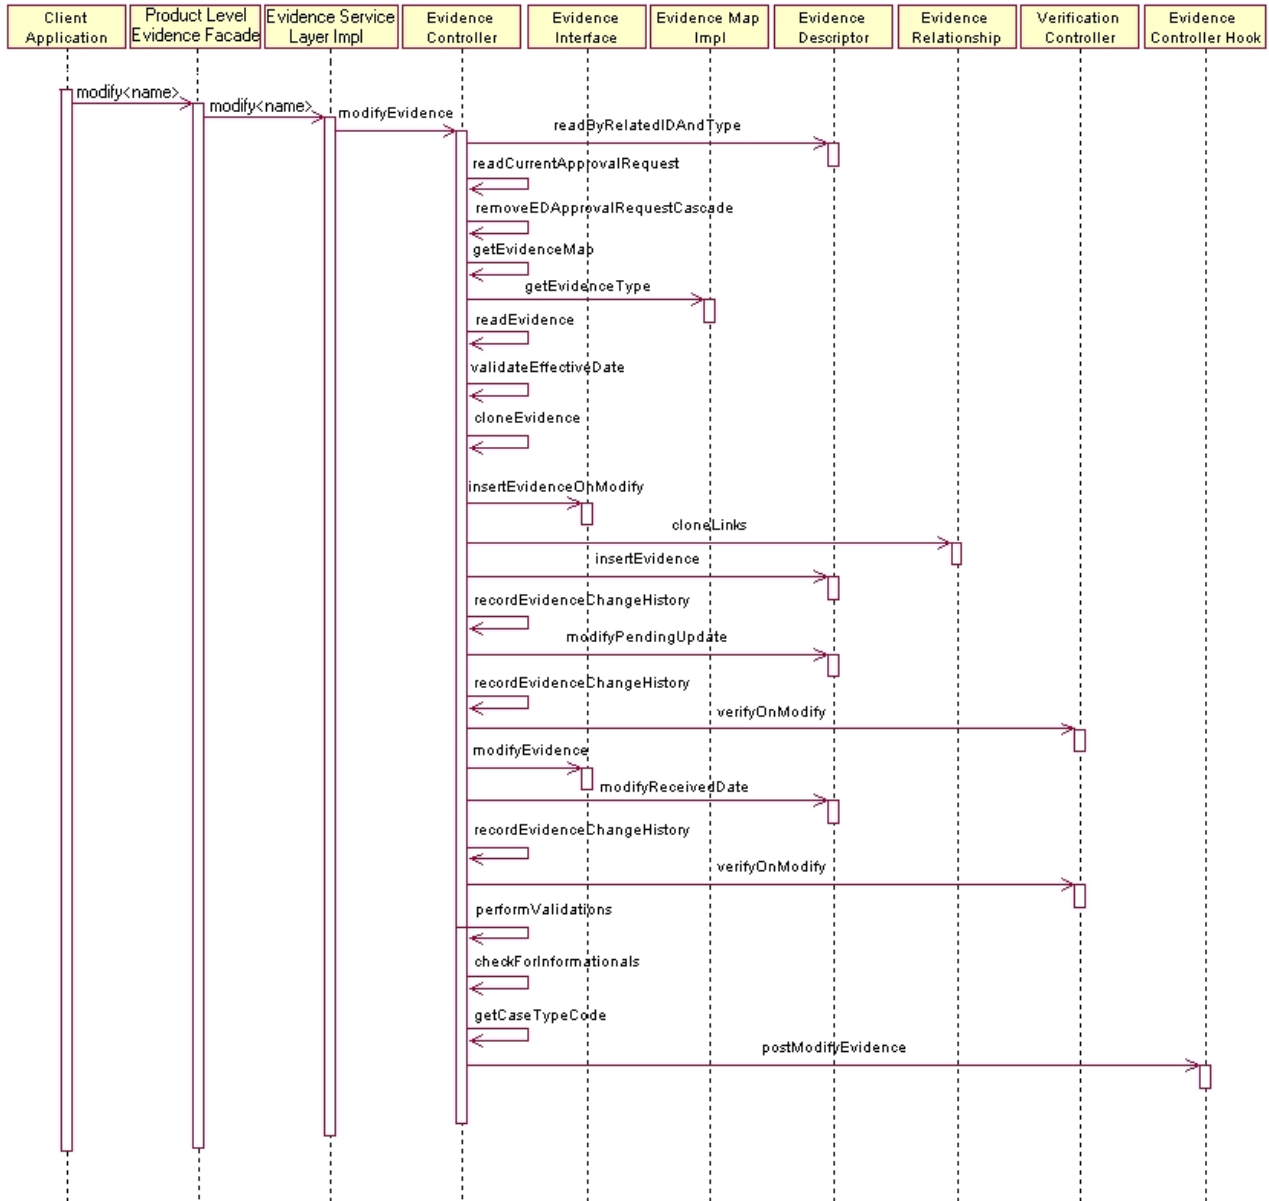 Client
Application
Product Level
Evidence Facade
Evidence Service
Layer Impl
Evidence
Controller
Evidence
Interface
Evidence Map
Impl
Evidence
Descriptor
Evidence
Relationship
Verification
Controller
Evidence
Controller Hook
modify<name>
modify<name>
modifyEvidence
readByRelatedIDAndType
readCurrentApprovalRequest
removeEDApprovalRequestCascade
getEvidenceMap
getEvidenceType
readEvidence
validateEffectiveDate
cloneEvidence
insertEvidenceOnModify
cloneLinks
insertEvidence
recordEvidenceChangeHistory
modifyPendingUpdate
recordEvidenceChangeHistory
verifyOnModify
modifyEvidence
modifyReceivedDate
recordEvidenceChangeHistory
verifyOnModify
performValidations
checkForInformationals
getCaseTypeCode
postModifyEvidence